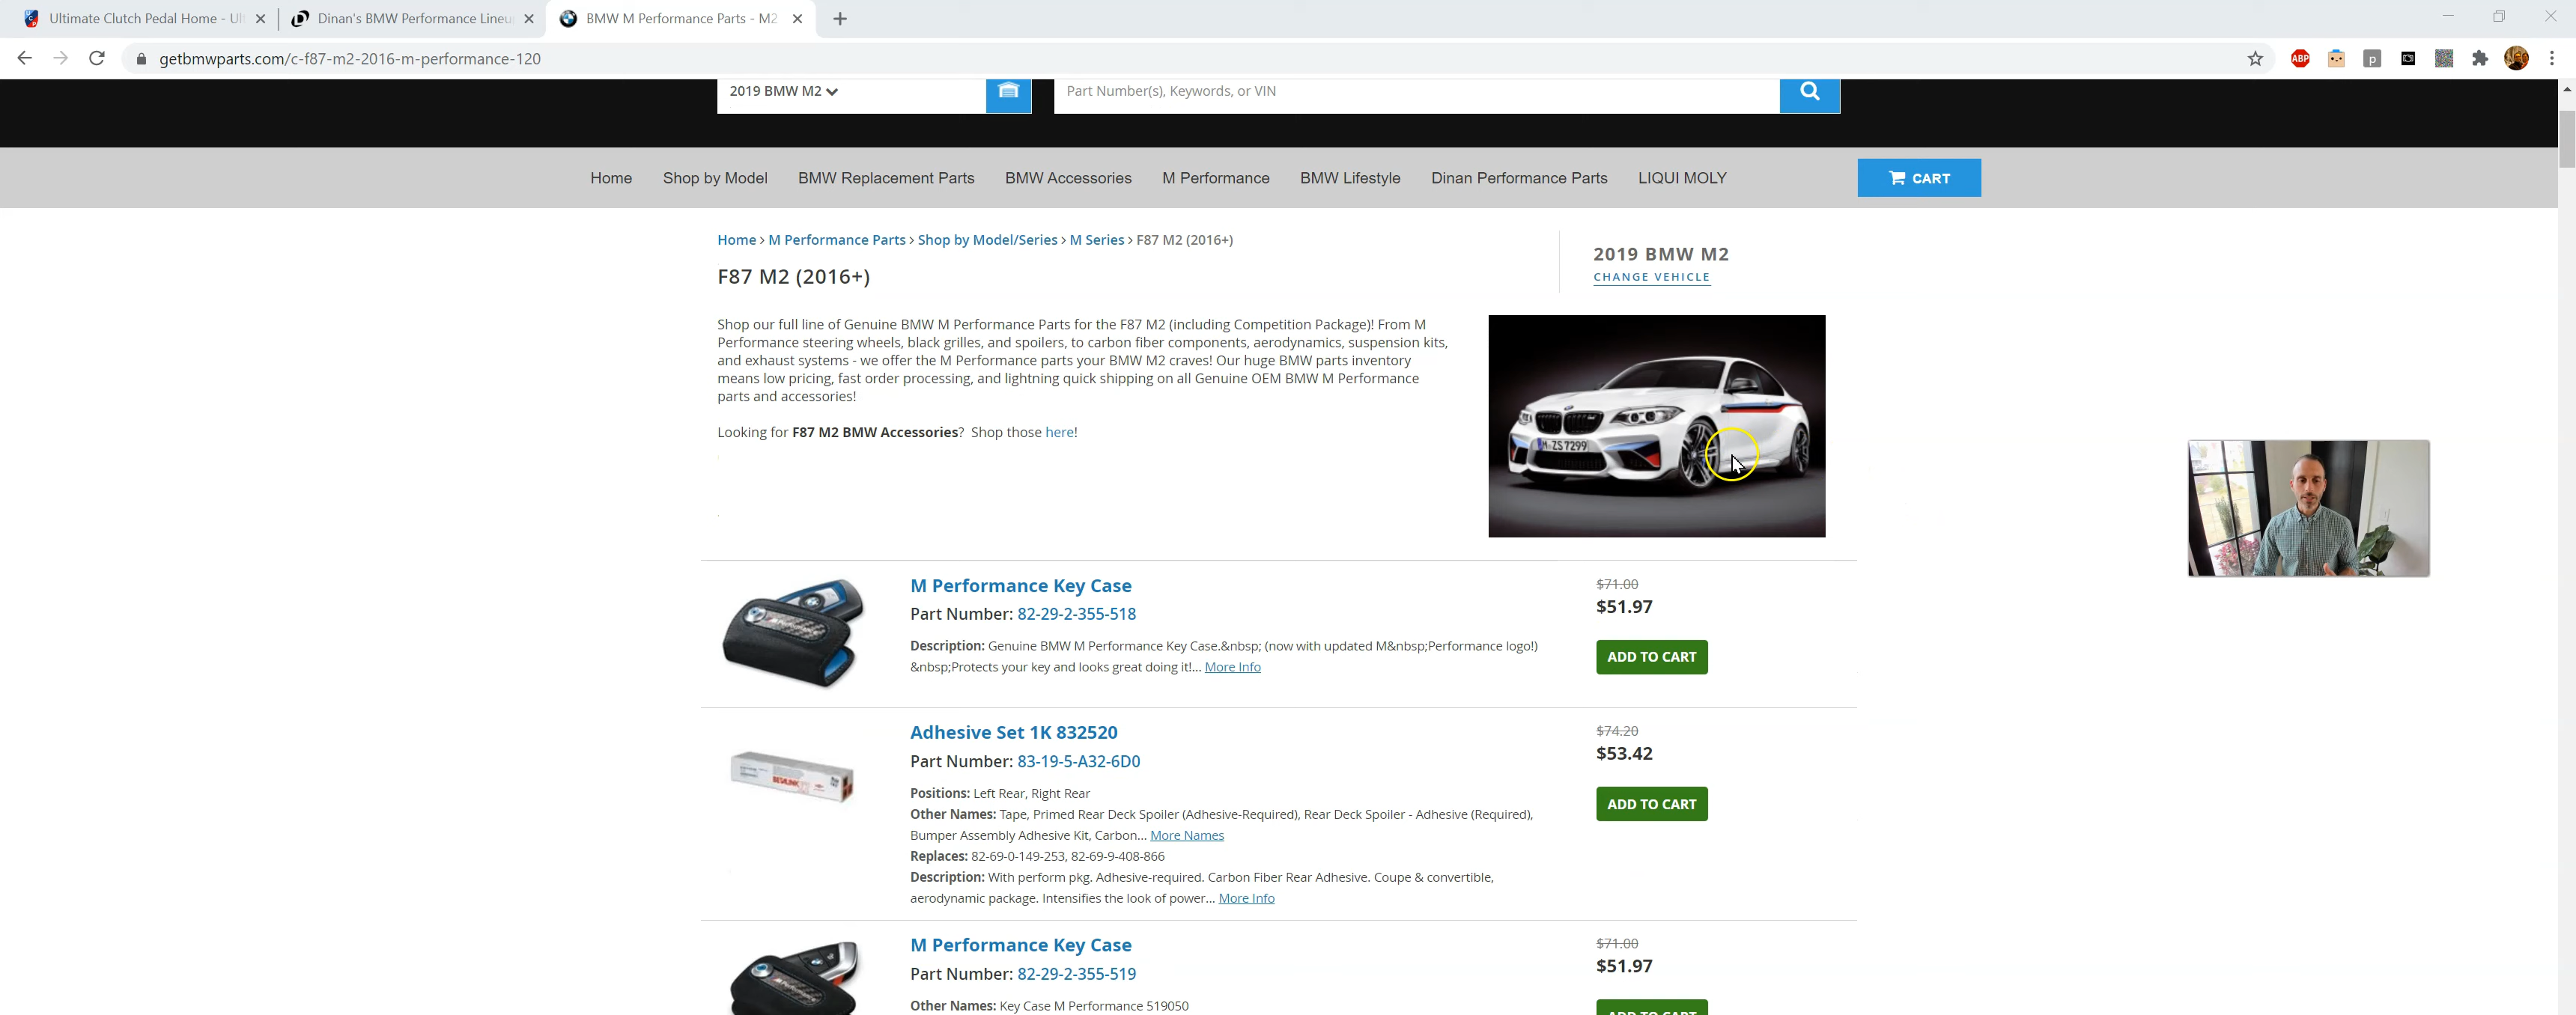 Ultimate Clutch Pedal Home - Ul
Dinan's BMW Performance Lineu
BMW M Performance Parts - M2
getbmwparts.com/c-f87-m2-2016-m-performance-120
ABP
p
2019 BMW M2
Part Number(s), Keywords, or VIN
Home
Shop by Model
BMW Replacement Parts
BMW Accessories
M Performance
BMW Lifestyle
Dinan Performance Parts
LIQUI MOLY
CART
Home > M Performance Parts > Shop by Model/Series > M Series > F87 M2 (2016+)
2019 BMW M2
CHANGE VEHICLE
F87 M2 (2016+)
Shop our full line of Genuine BMW M Performance Parts for the F87 M2 (including Competition Package)! From M
Performance steering wheels, black grilles, and spoilers, to carbon fiber components, aerodynamics, suspension kits,
and exhaust systems - we offer the M Performance parts your BMW M2 craves! Our huge BMW parts inventory
means low pricing, fast order processing, and lightning quick shipping on all Genuine OEM BMW M Performance
parts and accessories!
Looking for F87 M2 BMW Accessories? Shop those here!
M·ZS 7299
M Performance Key Case
Part Number: 82-29-2-355-518
Description: Genuine BMW M Performance Key Case.&nbsp; (now with updated M&nbsp;Performance logo!)
&nbsp;Protects your key and looks great doing it!... More Info
$71.00
$51.97
ADD TO CART
Adhesive Set 1K 832520
Part Number: 83-19-5-A32-6D0
Positions: Left Rear, Right Rear
Other Names: Tape, Primed Rear Deck Spoiler (Adhesive-Required), Rear Deck Spoiler - Adhesive (Required),
Bumper Assembly Adhesive Kit, Carbon... More Names
Replaces: 82-69-0-149-253, 82-69-9-408-866
Description: With perform pkg. Adhesive-required. Carbon Fiber Rear Adhesive. Coupe & convertible,
aerodynamic package. Intensifies the look of power... More Info
$74.20
$53.42
ADD TO CART
M Performance Key Case
Part Number: 82-29-2-355-519
Other Names: Key Case M Performance 519050
$71.00
$51.97
ADD TO CART